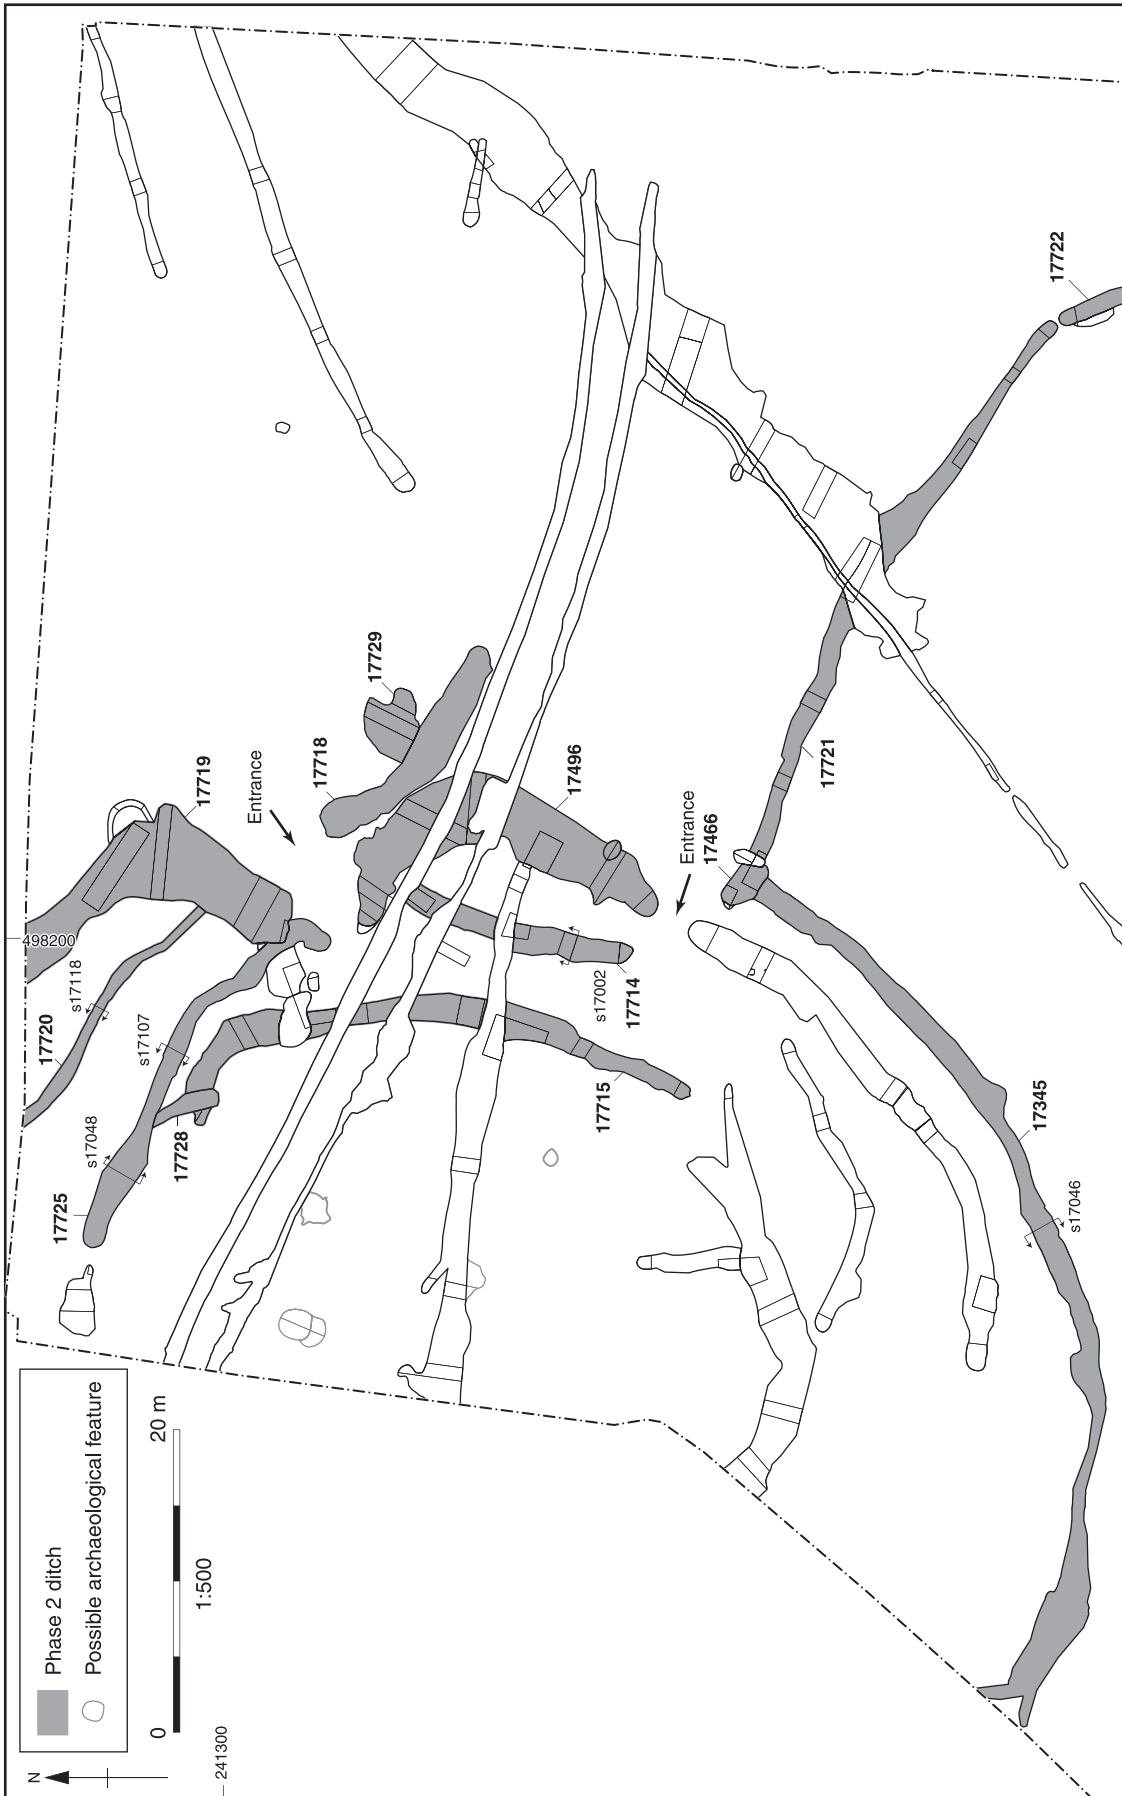 Phase 2 ditch
Possible archaeological feature
0
20 m
1:500
N
241300
498200
17725
s17048
17728
s17107
17720
s17118
17719
Entrance
17718
17729
17496
Entrance
17466
17714
s17002
17715
17721
17722
17345
s17046